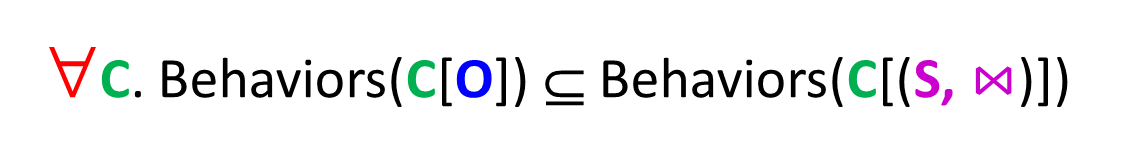 ∀C. Behaviors(C[O]) ⊆ Behaviors(C[(S, ⋈)])